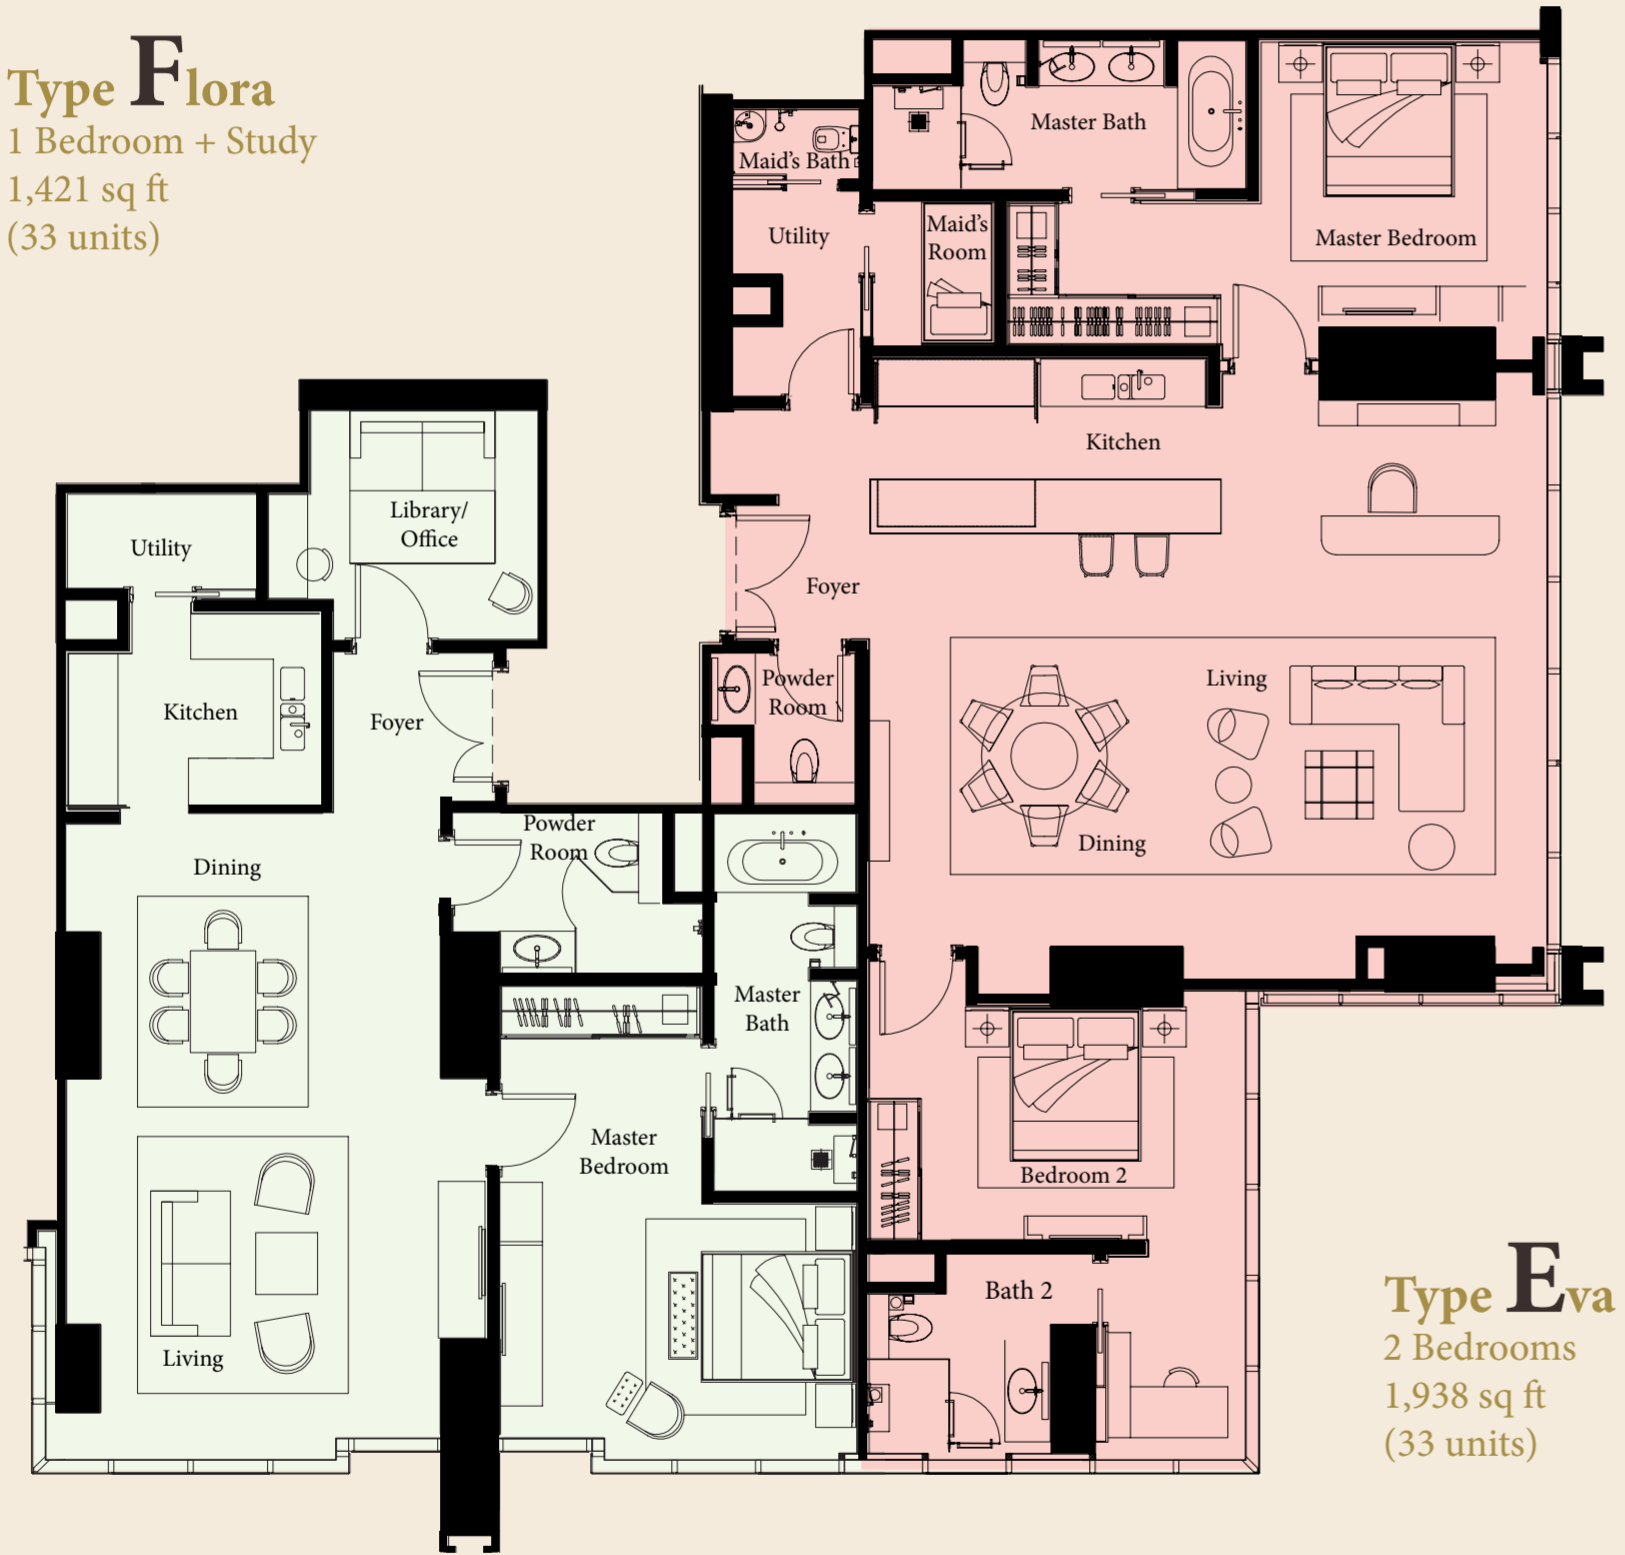 Type Flora
1 Bedroom + Study
1,421 sq ft
(33 units)
Library/
Office
Utility
Kitchen
Foyer
Dining
Powder
Room
Master
Bath
Master
Bedroom
Living
Master Bath
Maid's Bath
Utility
Maid's
Room
Master Bedroom
Kitchen
Foyer
Powder
Room
Living
Dining
Bedroom 2
Bath 2
Type Eva
2 Bedrooms
1,938 sq ft
(33 units)